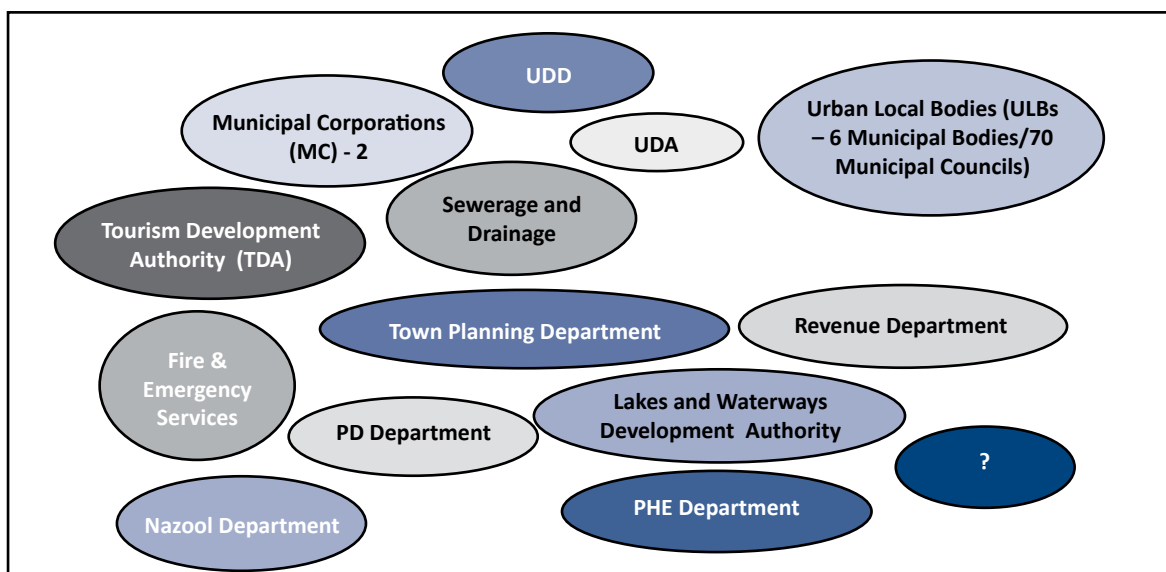 UDD
Municipal Corporations
(MC) - 2
UDA
Urban Local Bodies (ULBs
– 6 Municipal Bodies/70
Municipal Councils)
Sewerage and
Drainage
Tourism Development
Authority (TDA)
Town Planning Department
Revenue Department
Fire &
Emergency
Services
PD Department
Lakes and Waterways
Development Authority
?
Nazool Department
PHE Department